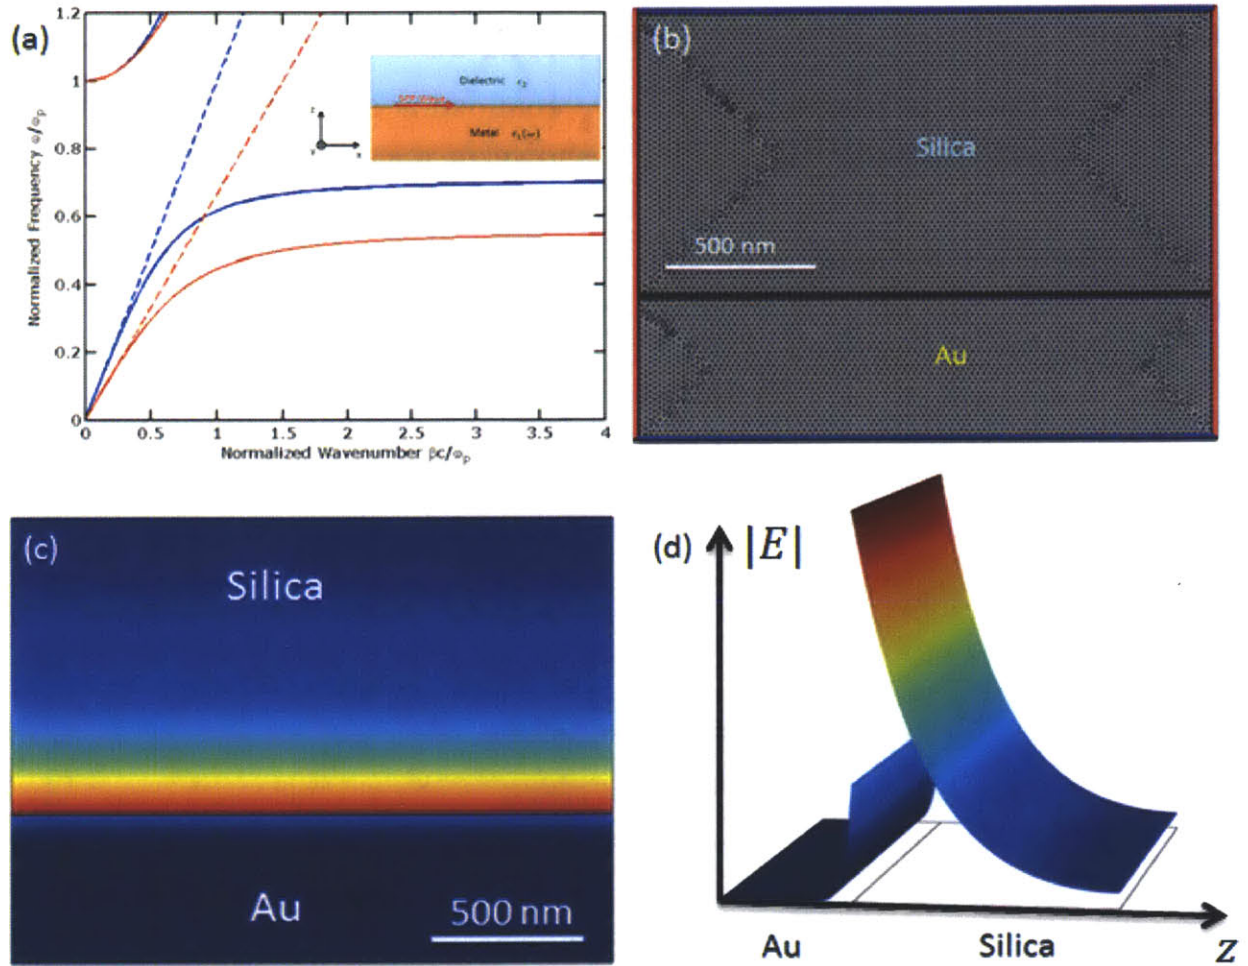 (a)
1.2
1
0.8
0.6
0.4
0.2
0
0 0.5 1 1.5 2 2.5 3 3.5 4
Normalized Frequency ω/ωp
Normalized Wavenumber βc/ωp
Dielectric ε2
Metal ε1(ω)
z
y
x
(b)
Silica
500 nm
Au
(c)
Silica
Au
500 nm
(d)
|E|
Au
Silica
z